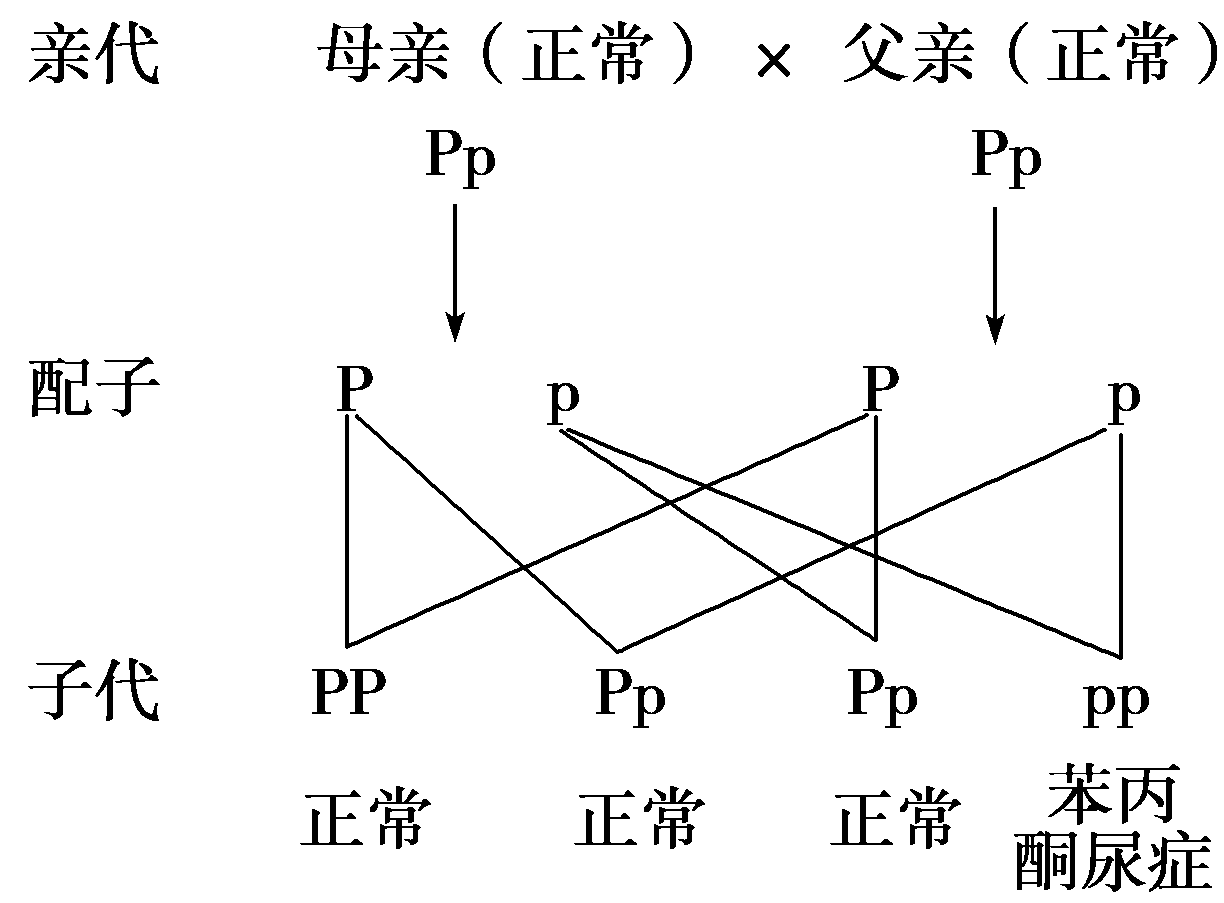 亲代 母亲（正常） × 父亲（正常）
Pp Pp
配子 P p P p
子代 PP Pp Pp pp
正常 正常 正常 苯丙
酮尿症